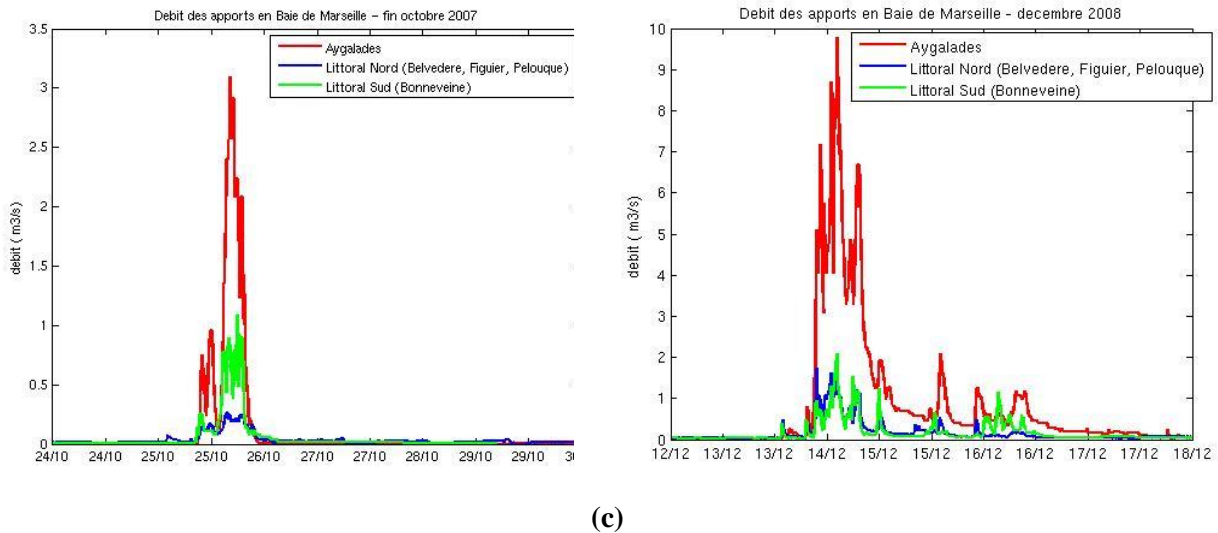 Debit des apports en Baie de Marseille - fin octobre 2007
3.5
3
2.5
2
1.5
1
0.5
0
debit ( m3/s)
Aygalades
Littoral Nord (Belvedere, Figuier, Pelouque)
Littoral Sud (Bonneveine)
24/10 24/10 25/10 25/10 26/10 27/10 27/10 28/10 29/10 29/10 30
Debit des apports en Baie de Marseille - decembre 2008
10
9
8
7
6
5
4
3
2
1
0
debit ( m3/s)
Aygalades
Littoral Nord (Belvedere, Figuier, Pelouque)
Littoral Sud (Bonneveine)
12/12 13/12 14/12 15/12 15/12 16/12 16/12 17/12 17/12 18/12
(c)